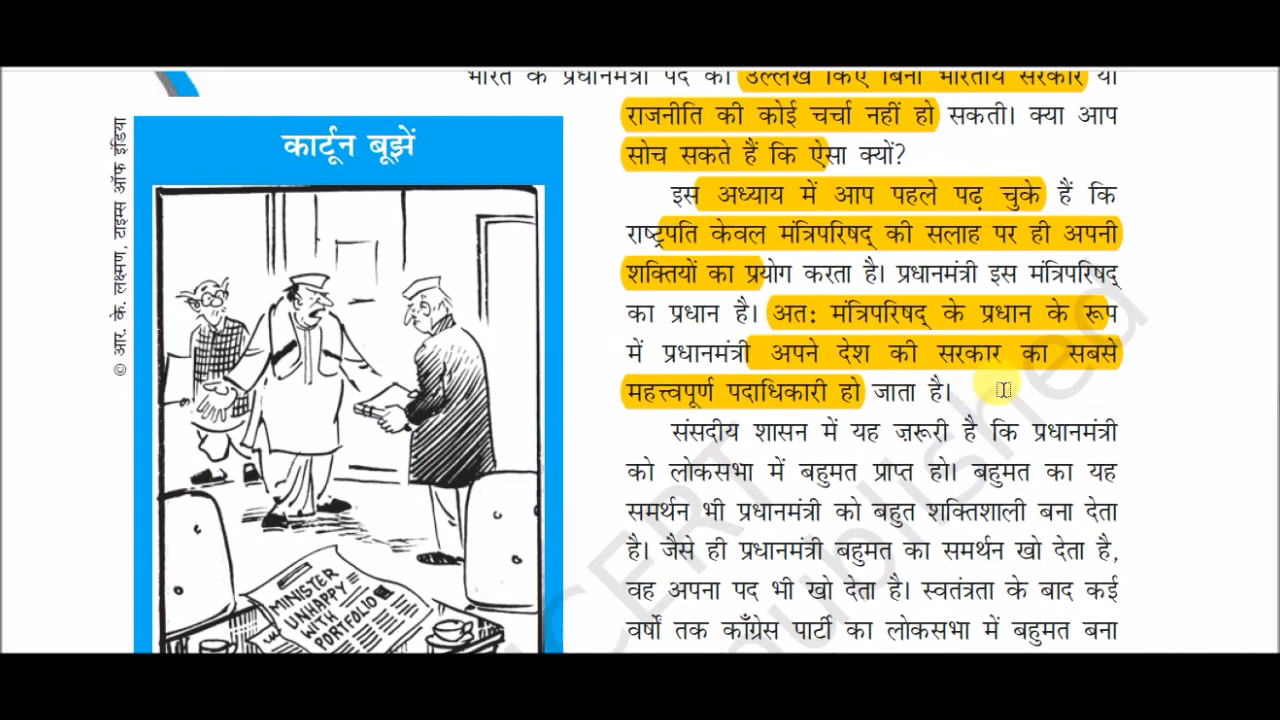 भारत के प्रधानमंत्री पद का उल्लेख किए बिना भारतीय सरकार या
राजनीति की कोई चर्चा नहीं हो सकती। क्या आप
सोच सकते हैं कि ऐसा क्यों?
इस अध्याय में आप पहले पढ़ चुके हैं कि
राष्ट्रपति केवल मंत्रिपरिषद् की सलाह पर ही अपनी
शक्तियों का प्रयोग करता है। प्रधानमंत्री इस मंत्रिपरिषद्
का प्रधान है। अत: मंत्रिपरिषद् के प्रधान के रूप
में प्रधानमंत्री अपने देश की सरकार का सबसे
महत्त्वपूर्ण पदाधिकारी हो जाता है।
संसदीय शासन में यह ज़रूरी है कि प्रधानमंत्री
को लोकसभा में बहुमत प्राप्त हो। बहुमत का यह
समर्थन भी प्रधानमंत्री को बहुत शक्तिशाली बना देता
है। जैसे ही प्रधानमंत्री बहुमत का समर्थन खो देता है,
वह अपना पद भी खो देता है। स्वतंत्रता के बाद कई
वर्षों तक काँग्रेस पार्टी का लोकसभा में बहुमत बना
कार्टून बूझें
© आर. के. लक्ष्मण, टाइम्स ऑफ इंडिया
MINISTER
UNHAPPY
WITH
PORTFOLIO